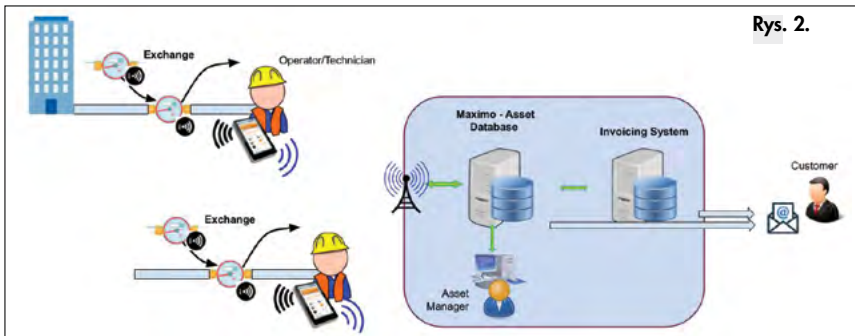 Rys. 2.
Exchange
Operator/Technician
Maximo - Asset
Database
Invoicing System
Customer
@
Exchange
Asset
Manager